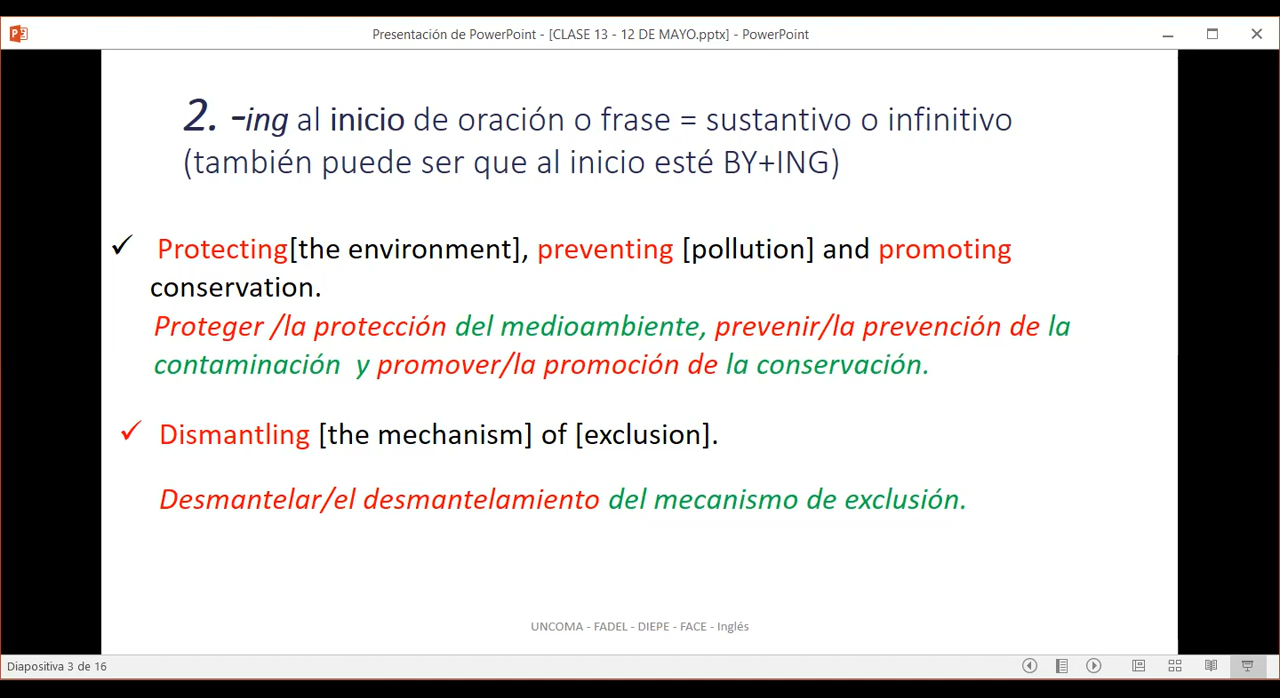 Presentación de PowerPoint - [CLASE 13 - 12 DE MAYO.pptx] - PowerPoint
2. -ing al inicio de oración o frase = sustantivo o infinitivo
(también puede ser que al inicio esté BY+ING)
✓ Protecting[the environment], preventing [pollution] and promoting
conservation.
Proteger /la protección del medioambiente, prevenir/la prevención de la
contaminación y promover/la promoción de la conservación.
✓ Dismantling [the mechanism] of [exclusion].
Desmantelar/el desmantelamiento del mecanismo de exclusión.
UNCOMA - FADEL - DIEPE - FACE - Inglés
Diapositiva 3 de 16